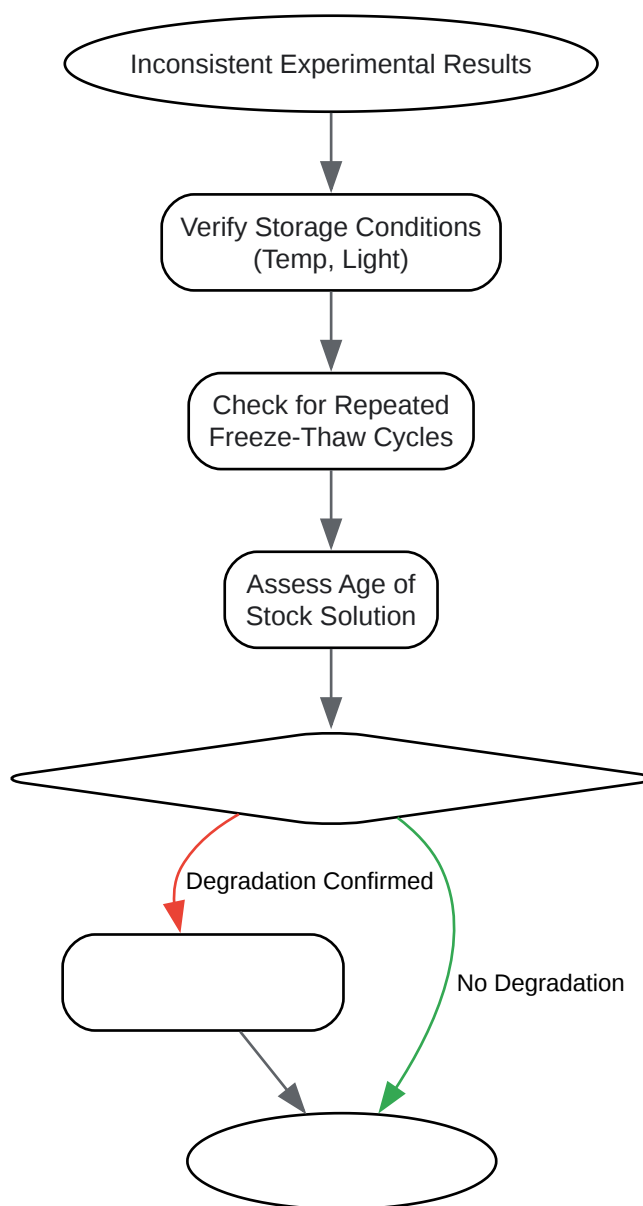 Inconsistent Experimental Results
Verify Storage Conditions
(Temp, Light)
Check for Repeated
Freeze-Thaw Cycles
Assess Age of
Stock Solution
Degradation Confirmed
No Degradation